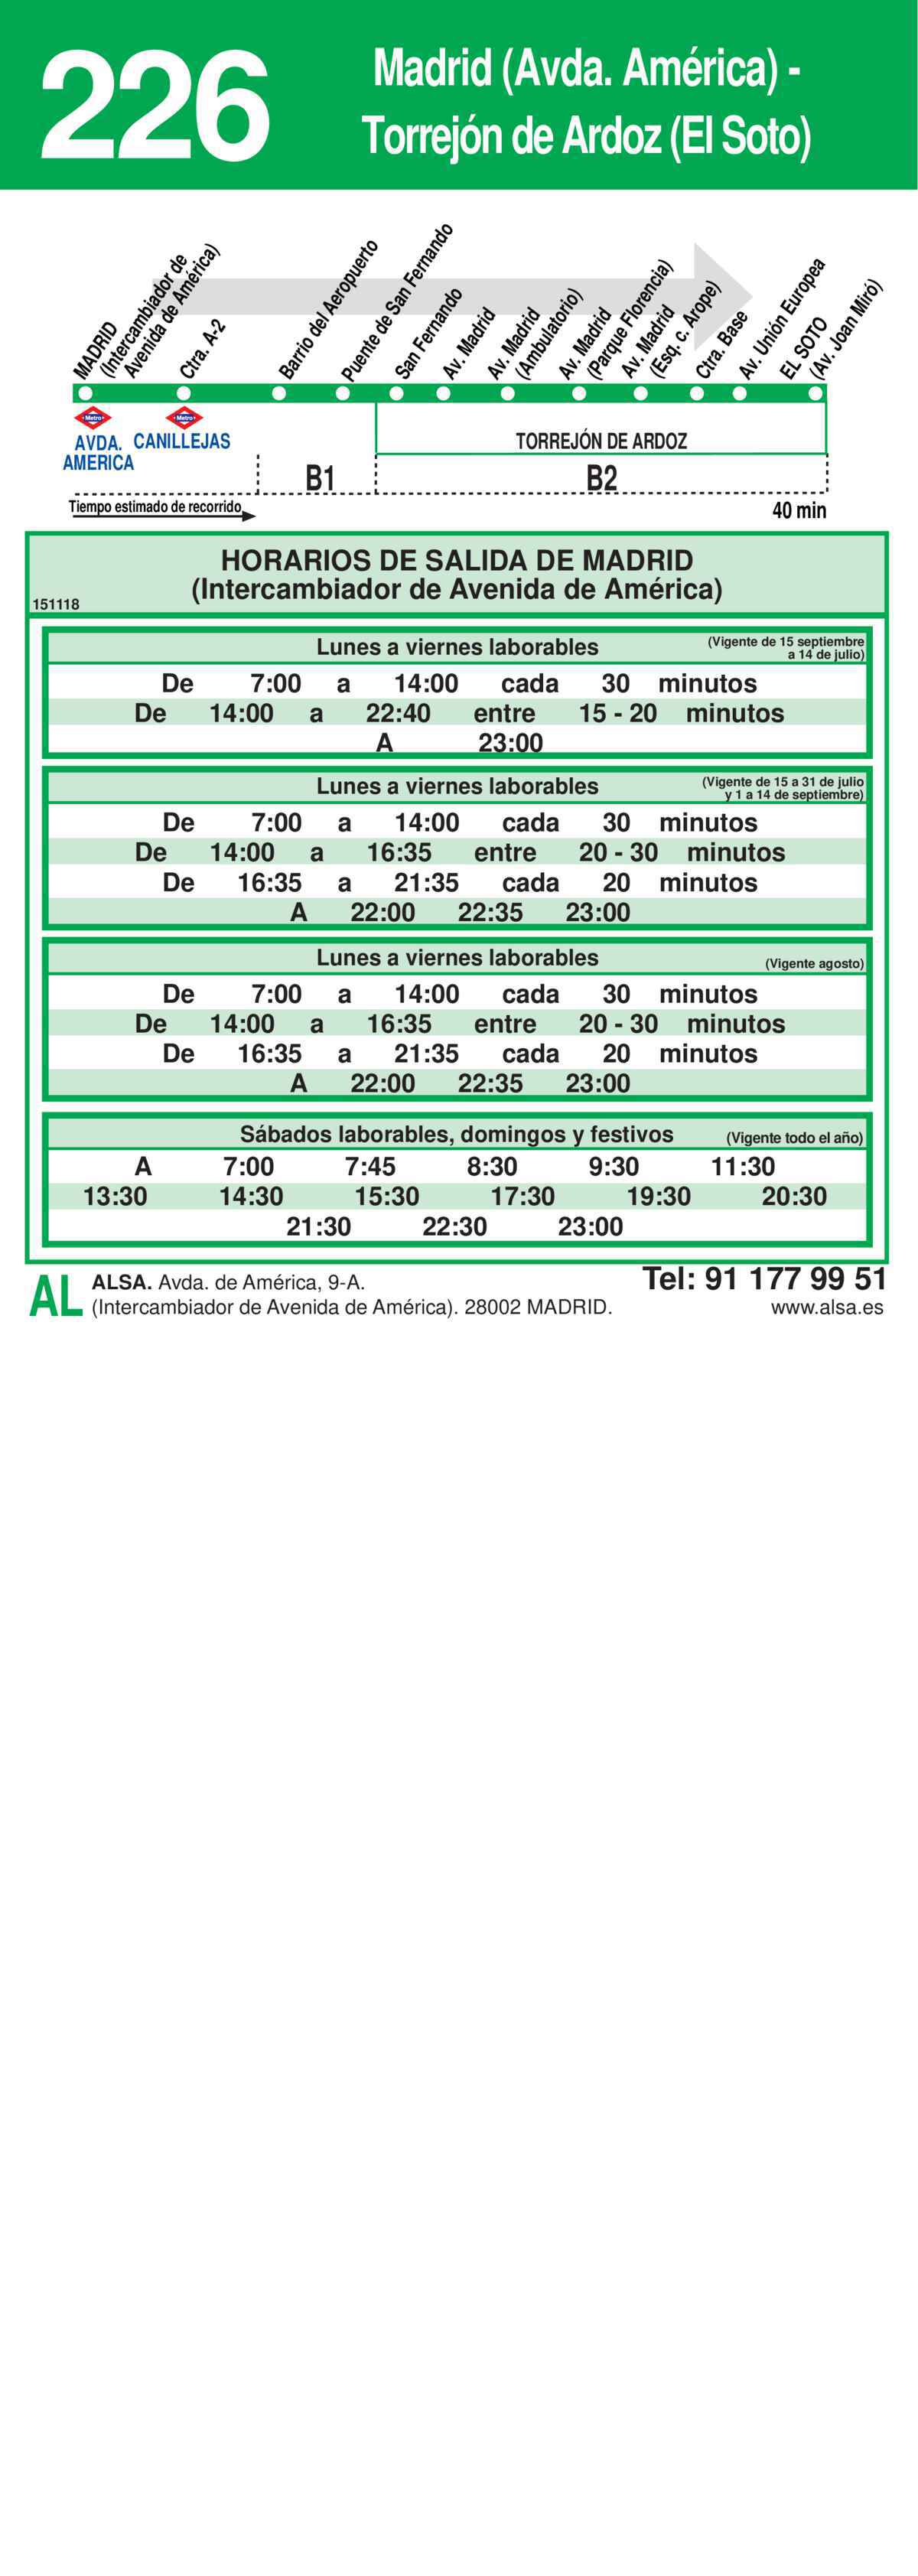 226
Madrid (Avda. América) -
Torrejón de Ardoz (El Soto)
MADRID
(Intercambiador de
Avenida de América)
Ctra. A-2
Barrio del Aeropuerto
Puente de San Fernando
San Fernando
Av. Madrid
Av. Madrid
(Ambulatorio)
Av. Madrid
(Parque Florencia)
Av. Madrid
(Esq. c. Arope)
Ctra. Base
Av. Unión Europea
EL SOTO
(Av. Joan Miró)
Metro
Metro
AVDA.
AMERICA
CANILLEJAS
TORREJÓN DE ARDOZ
B1
B2
Tiempo estimado de recorrido
40 min
HORARIOS DE SALIDA DE MADRID
(Intercambiador de Avenida de América)
151118
Lunes a viernes laborables
(Vigente de 15 septiembre
a 14 de julio)
De 7:00 a 14:00 cada 30 minutos
De 14:00 a 22:40 entre 15 - 20 minutos
A 23:00
Lunes a viernes laborables
(Vigente de 15 a 31 de julio
y 1 a 14 de septiembre)
De 7:00 a 14:00 cada 30 minutos
De 14:00 a 16:35 entre 20 - 30 minutos
De 16:35 a 21:35 cada 20 minutos
A 22:00 22:35 23:00
Lunes a viernes laborables
(Vigente agosto)
De 7:00 a 14:00 cada 30 minutos
De 14:00 a 16:35 entre 20 - 30 minutos
De 16:35 a 21:35 cada 20 minutos
A 22:00 22:35 23:00
Sábados laborables, domingos y festivos
(Vigente todo el año)
A 7:00 7:45 8:30 9:30 11:30
13:30 14:30 15:30 17:30 19:30 20:30
21:30 22:30 23:00
AL
ALSA. Avda. de América, 9-A.
(Intercambiador de Avenida de América). 28002 MADRID.
Tel: 91 177 99 51
www.alsa.es